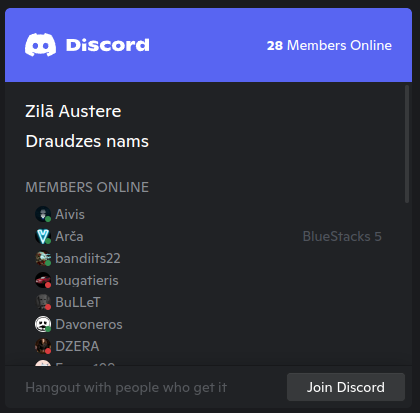 Discord
28 Members Online
Zilā Austere
Draudzes nams
MEMBERS ONLINE
Aivis
Arča BlueStacks 5
bandiits22
bugatieris
BuLLeT
Davoneros
DZERA
Hangout with people who get it
Join Discord